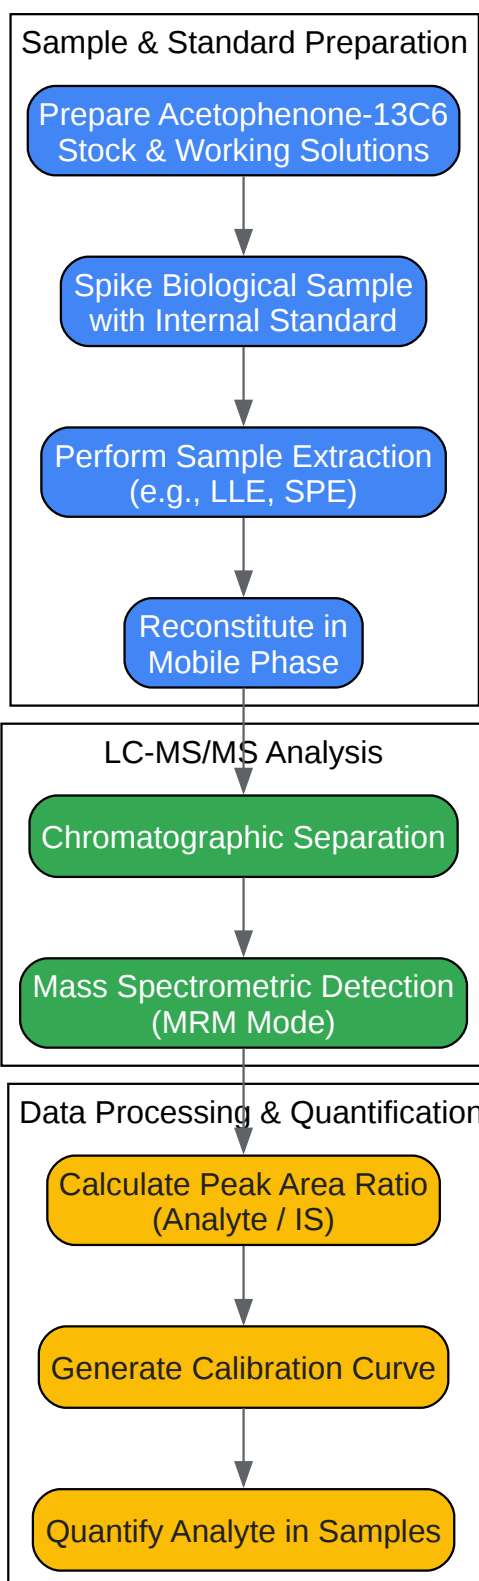 Sample & Standard Preparation
Prepare Acetophenone-13C6
Stock & Working Solutions
Spike Biological Sample
with Internal Standard
Perform Sample Extraction
(e.g., LLE, SPE)
Reconstitute in
Mobile Phase
LC-MS/MS Analysis
Chromatographic Separation
Mass Spectrometric Detection
(MRM Mode)
Data Processing & Quantification
Calculate Peak Area Ratio
(Analyte / IS)
Generate Calibration Curve
Quantify Analyte in Samples